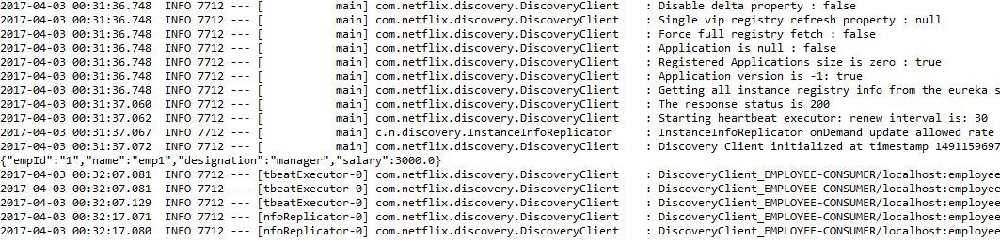 2017-04-03 00:31:36.748  INFO 7712 --- [           main] com.netflix.discovery.DiscoveryClient    : Disable delta property : false
2017-04-03 00:31:36.748  INFO 7712 --- [           main] com.netflix.discovery.DiscoveryClient    : Single vip registry refresh property : null
2017-04-03 00:31:36.748  INFO 7712 --- [           main] com.netflix.discovery.DiscoveryClient    : Force full registry fetch : false
2017-04-03 00:31:36.748  INFO 7712 --- [           main] com.netflix.discovery.DiscoveryClient    : Application is null : false
2017-04-03 00:31:36.748  INFO 7712 --- [           main] com.netflix.discovery.DiscoveryClient    : Registered Applications size is zero : true
2017-04-03 00:31:36.748  INFO 7712 --- [           main] com.netflix.discovery.DiscoveryClient    : Application version is -1: true
2017-04-03 00:31:36.748  INFO 7712 --- [           main] com.netflix.discovery.DiscoveryClient    : Getting all instance registry info from the eureka s
2017-04-03 00:31:37.060  INFO 7712 --- [           main] com.netflix.discovery.DiscoveryClient    : The response status is 200
2017-04-03 00:31:37.062  INFO 7712 --- [           main] com.netflix.discovery.DiscoveryClient    : Starting heartbeat executor: renew interval is: 30
2017-04-03 00:31:37.067  INFO 7712 --- [           main] c.n.discovery.InstanceInfoReplicator     : InstanceInfoReplicator onDemand update allowed rate
2017-04-03 00:31:37.072  INFO 7712 --- [           main] com.netflix.discovery.DiscoveryClient    : Discovery Client initialized at timestamp 1491159697
{"empId":"1","name":"emp1","designation":"manager","salary":3000.0}
2017-04-03 00:32:07.081  INFO 7712 --- [tbeatExecutor-0] com.netflix.discovery.DiscoveryClient    : DiscoveryClient_EMPLOYEE-CONSUMER/localhost:employee
2017-04-03 00:32:07.081  INFO 7712 --- [tbeatExecutor-0] com.netflix.discovery.DiscoveryClient    : DiscoveryClient_EMPLOYEE-CONSUMER/localhost:employee
2017-04-03 00:32:07.129  INFO 7712 --- [tbeatExecutor-0] com.netflix.discovery.DiscoveryClient    : DiscoveryClient_EMPLOYEE-CONSUMER/localhost:employee
2017-04-03 00:32:17.071  INFO 7712 --- [nfoReplicator-0] com.netflix.discovery.DiscoveryClient    : DiscoveryClient_EMPLOYEE-CONSUMER/localhost:employee
2017-04-03 00:32:17.080  INFO 7712 --- [nfoReplicator-0] com.netflix.discovery.DiscoveryClient    : DiscoveryClient_EMPLOYEE-CONSUMER/localhost:employee